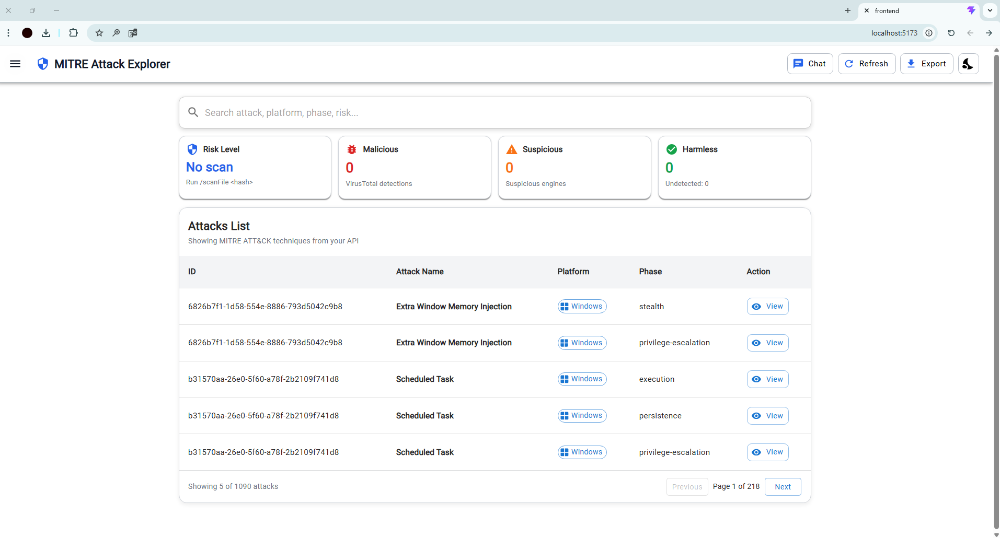 frontend
localhost:5173
MITRE Attack Explorer
Chat
Refresh
Export
Search attack, platform, phase, risk...
Risk Level
No scan
Run /scanFile <hash>
Malicious
0
VirusTotal detections
Suspicious
0
Suspicious engines
Harmless
0
Undetected: 0
Attacks List
Showing MITRE ATT&CK techniques from your API
ID Attack Name Platform Phase Action
6826b7f1-1d58-554e-8886-793d5042c9b8 Extra Window Memory Injection Windows stealth View
6826b7f1-1d58-554e-8886-793d5042c9b8 Extra Window Memory Injection Windows privilege-escalation View
b31570aa-26e0-5f60-a78f-2b2109f741d8 Scheduled Task Windows execution View
b31570aa-26e0-5f60-a78f-2b2109f741d8 Scheduled Task Windows persistence View
b31570aa-26e0-5f60-a78f-2b2109f741d8 Scheduled Task Windows privilege-escalation View
Showing 5 of 1090 attacks Previous Page 1 of 218 Next